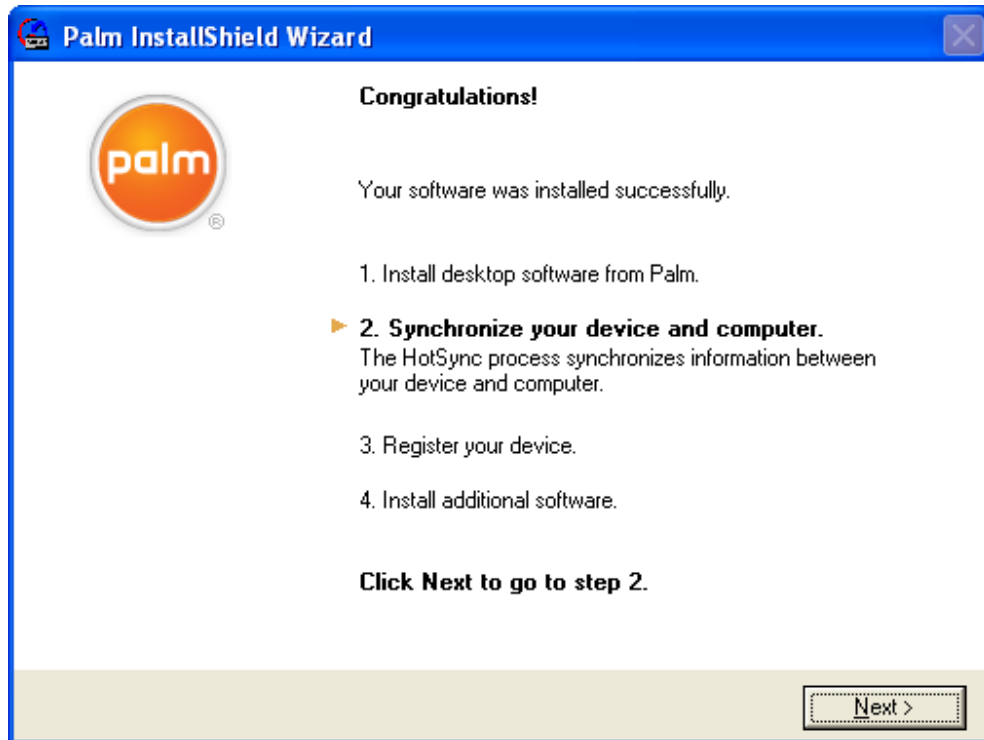 Palm InstallShield Wizard
palm
®
Congratulations!
Your software was installed successfully.
1. Install desktop software from Palm.
2. Synchronize your device and computer.
The HotSync process synchronizes information between
your device and computer.
3. Register your device.
4. Install additional software.
Click Next to go to step 2.
Next >